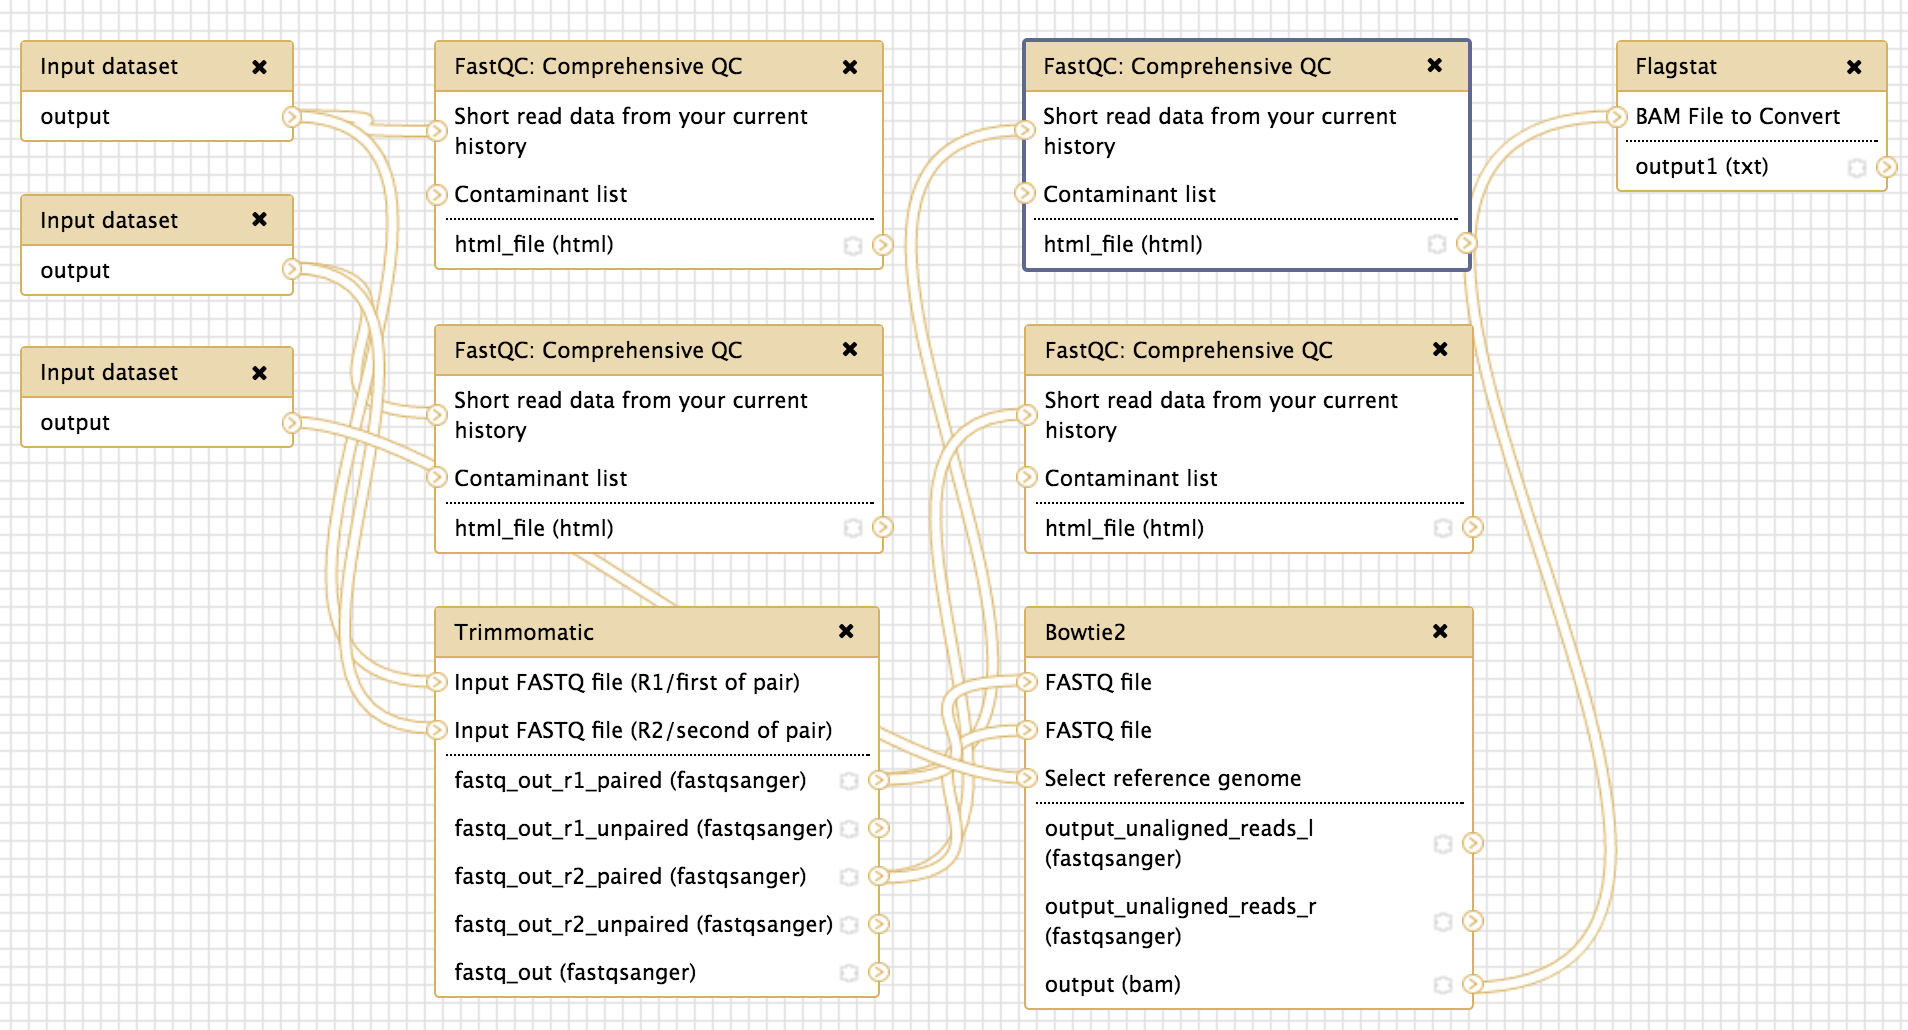 Input dataset
output
Input dataset
output
Input dataset
output
FastQC: Comprehensive QC
Short read data from your current
history
Contaminant list
html_file (html)
FastQC: Comprehensive QC
Short read data from your current
history
Contaminant list
html_file (html)
Trimmomatic
Input FASTQ file (R1/first of pair)
Input FASTQ file (R2/second of pair)
fastq_out_r1_paired (fastqsanger)
fastq_out_r1_unpaired (fastqsanger)
fastq_out_r2_paired (fastqsanger)
fastq_out_r2_unpaired (fastqsanger)
fastq_out (fastqsanger)
FastQC: Comprehensive QC
Short read data from your current
history
Contaminant list
html_file (html)
FastQC: Comprehensive QC
Short read data from your current
history
Contaminant list
html_file (html)
Bowtie2
FASTQ file
FASTQ file
Select reference genome
output_unaligned_reads_l
(fastqsanger)
output_unaligned_reads_r
(fastqsanger)
output (bam)
Flagstat
BAM File to Convert
output1 (txt)